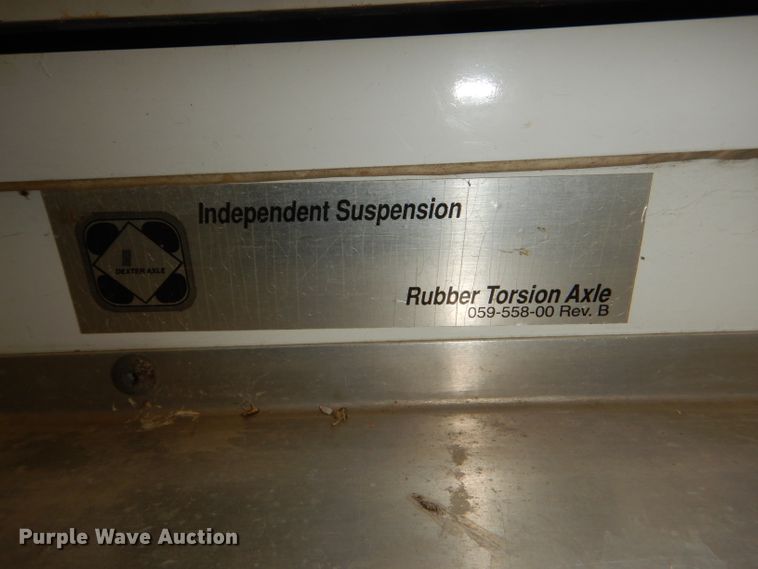 Independent Suspension
DEXTER AXLE
Rubber Torsion Axle
059-558-00 Rev. B
Purple Wave Auction